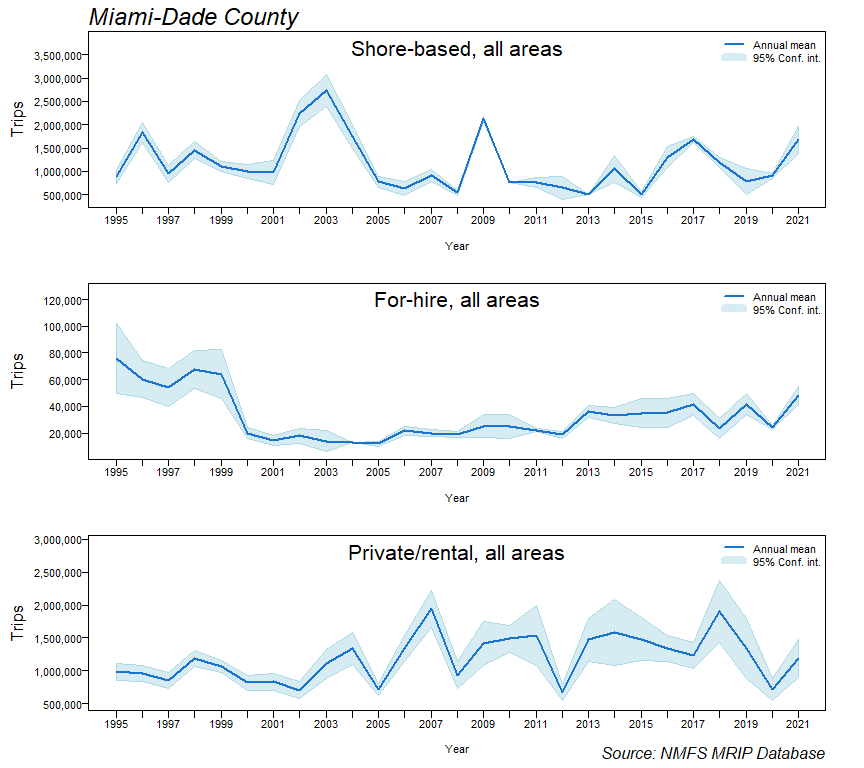 Miami-Dade County
Shore-based, all areas
Annual mean
95% Conf. int.
Trips
3,500,000
3,000,000
2,500,000
2,000,000
1,500,000
1,000,000
500,000
1995 1997 1999 2001 2003 2005 2007 2009 2011 2013 2015 2017 2019 2021
Year
For-hire, all areas
Annual mean
95% Conf. int.
Trips
120,000
100,000
80,000
60,000
40,000
20,000
1995 1997 1999 2001 2003 2005 2007 2009 2011 2013 2015 2017 2019 2021
Year
Private/rental, all areas
Annual mean
95% Conf. int.
Trips
3,000,000
2,500,000
2,000,000
1,500,000
1,000,000
500,000
1995 1997 1999 2001 2003 2005 2007 2009 2011 2013 2015 2017 2019 2021
Year
Source: NMFS MRIP Database